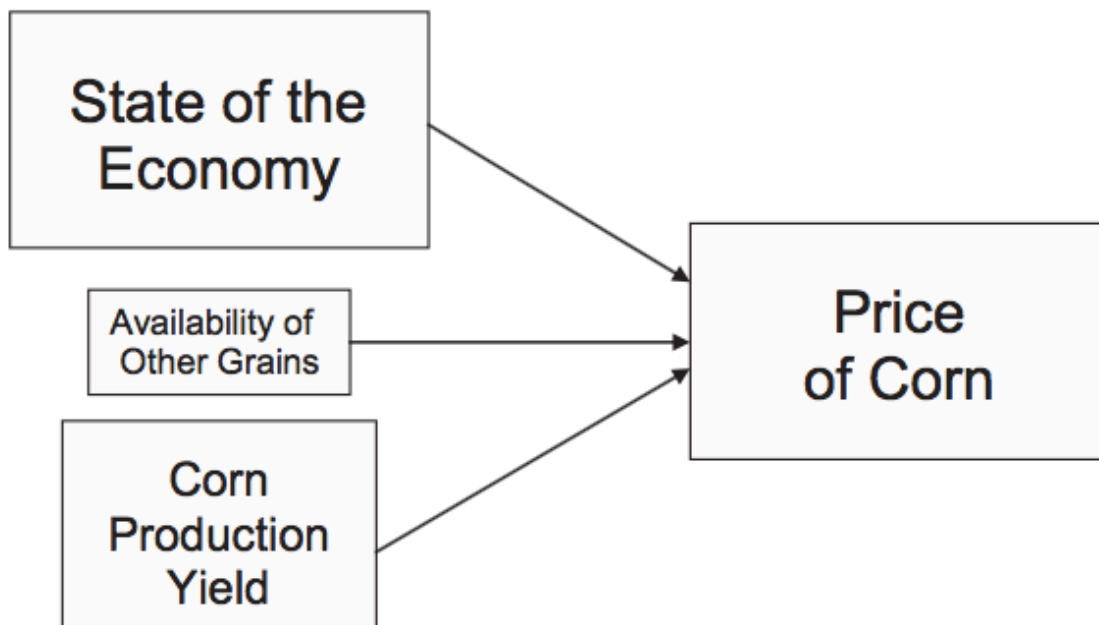 State of the
Economy
Availability of
Other Grains
Corn
Production
Yield
Price
of Corn